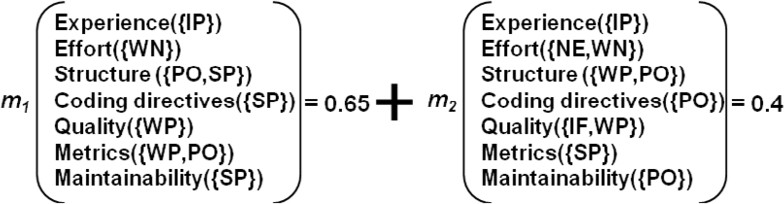 m1 Experience({IP}) Effort({WN}) Structure ({PO,SP}) Coding directives({SP}) Quality({WP}) Metrics({WP,PO}) Maintainability({SP}) = 0.65
+
m2 Experience({IP}) Effort({NE,WN}) Structure({WP,PO}) Coding directives({PO}) Quality({IF,WP}) Metrics({SP}) Maintainability({PO}) = 0.4